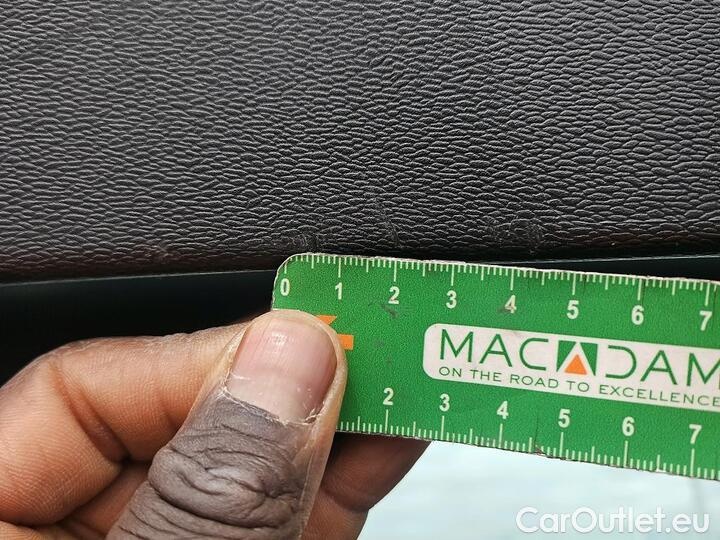 0 1 2 3 4 5 6 7
MACADAM
ON THE ROAD TO EXCELLENCE
2 3 4 5 6 7
CarOutlet.eu